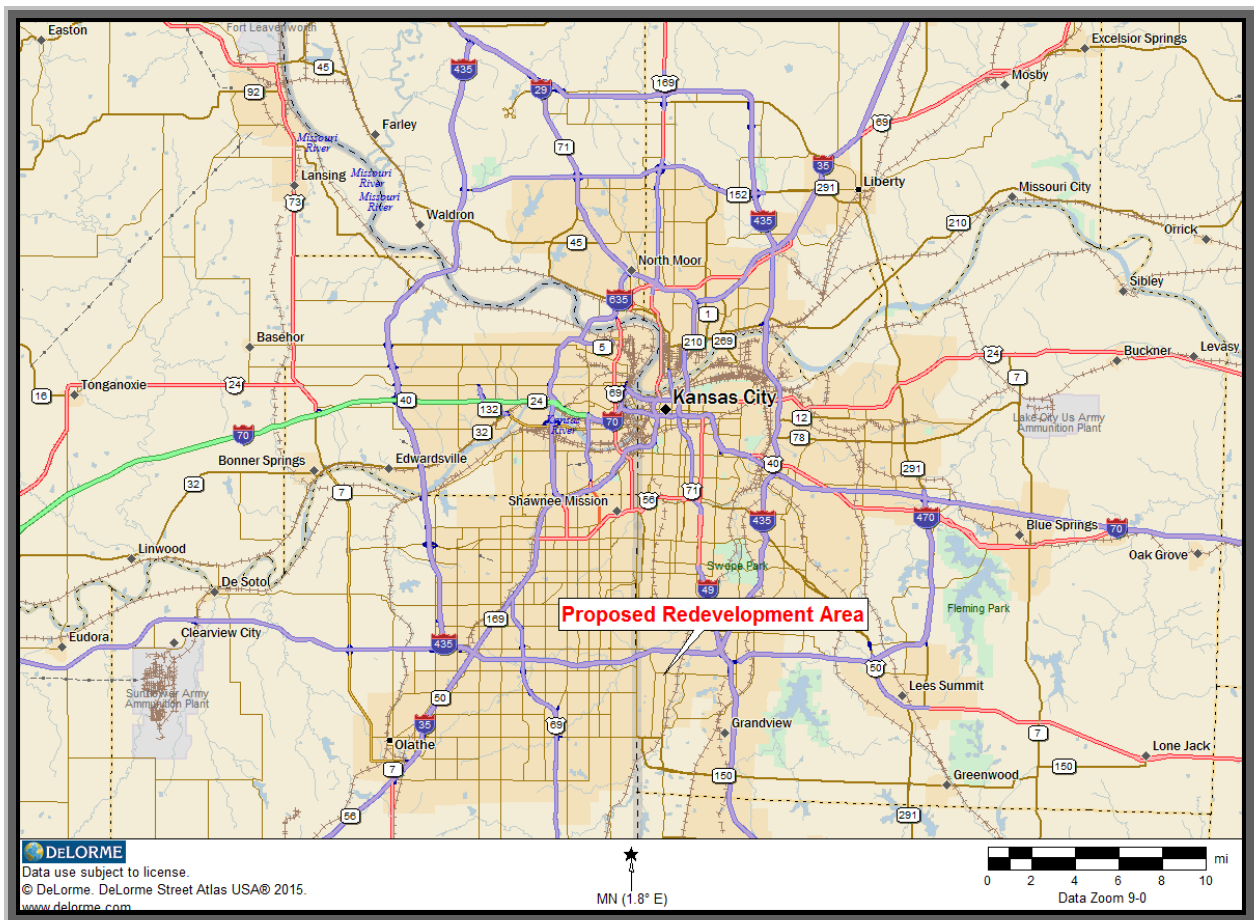 Easton
Fort Leavenworth
Excelsior Springs
45
435
29
169
Mosby
92
Farley
69
Missouri
River
71
Lansing
Missouri
River
Missouri
River
35
152
291
Liberty
Missouri City
73
Waldron
435
210
45
Orrick
North Moor
Sibley
635
1
Basehor
5
210
269
24
Buckner
Levasy
Tonganoxie
24
16
40
132
24
69
Kansas City
7
12
Lake City Us Army
Ammunition Plant
70
32
Kansas
River
70
78
Bonner Springs
Edwardsville
40
291
32
7
Shawnee Mission
56
71
435
470
Blue Springs
70
Linwood
Oak Grove
De Soto
Swope Park
49
Fleming Park
Proposed Redevelopment Area
169
Eudora
Clearview City
435
50
Sunflower Army
Ammunition Plant
50
Lees Summit
35
69
Grandview
7
Olathe
Lone Jack
7
150
150
Greenwood
56
291
DELORME
Data use subject to license.
© DeLorme. DeLorme Street Atlas USA® 2015.
www.delorme.com
MN (1.8° E)
mi
0 2 4 6 8 10
Data Zoom 9-0